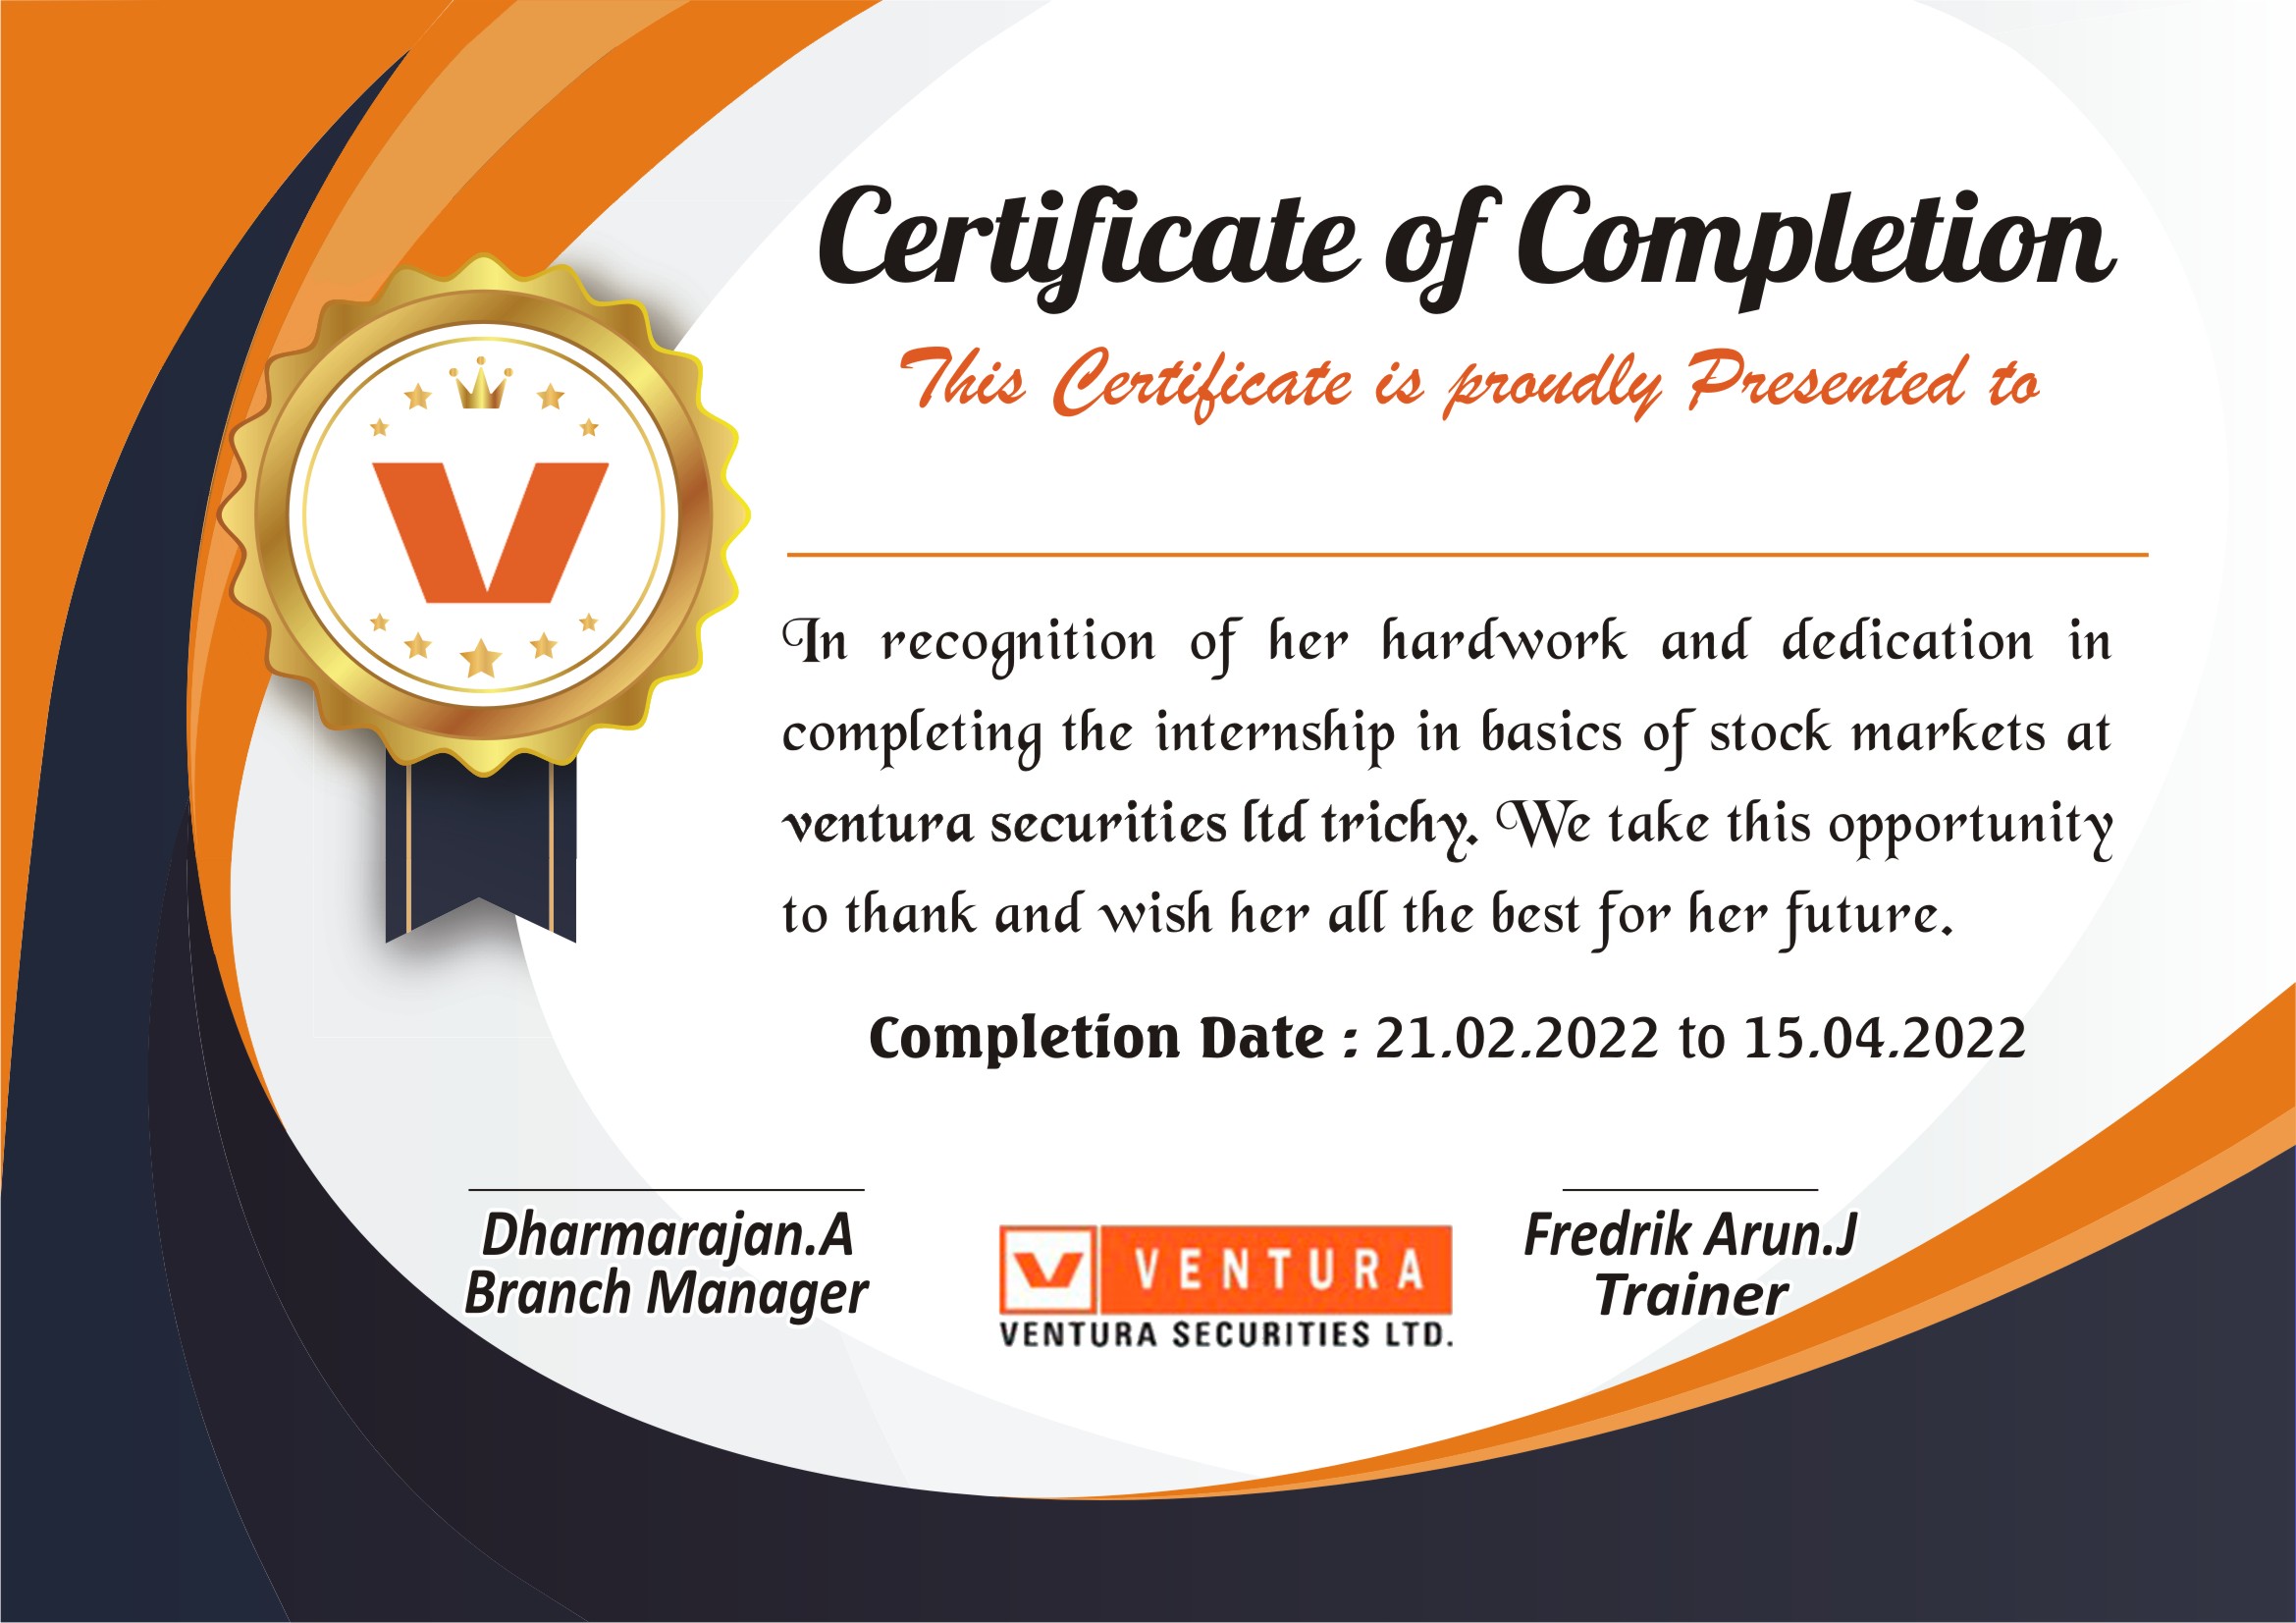 Certificate of Completion
This Certificate is proudly Presented to
In recognition of her hardwork and dedication in
completing the internship in basics of stock markets at
ventura securities ltd trichy. We take this opportunity
to thank and wish her all the best for her future.
Completion Date : 21.02.2022 to 15.04.2022
Dharmarajan.A
Branch Manager
VENTURA
VENTURA SECURITIES LTD.
Fredrik Arun.J
Trainer